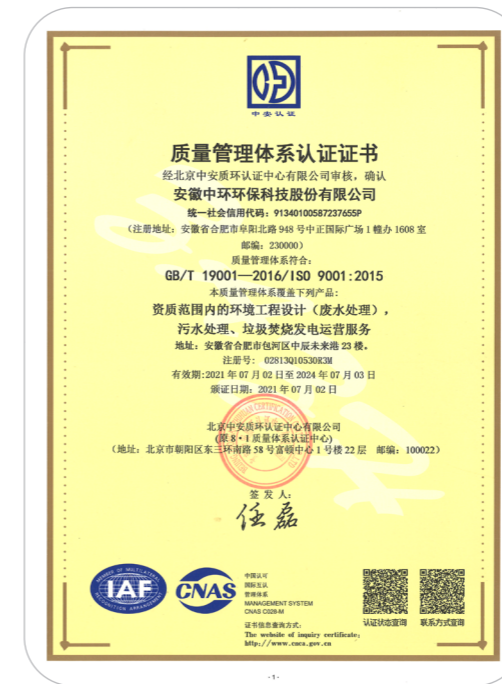 中安认证
质量管理体系认证证书
经北京中安质环认证中心有限公司审核，确认
安徽中环环保科技股份有限公司
统一社会信用代码：91340100587237655P
（注册地址：安徽省合肥市阜阳北路 948 号中正国际广场 1 幢办 1608 室
邮编：230000）
质量管理体系符合：
GB/T 19001—2016/ISO 9001:2015
本质量管理体系覆盖下列产品：
资质范围内的环境工程设计（废水处理），
污水处理、垃圾焚烧发电运营服务
地址：安徽省合肥市包河区中辰未来港 23 楼。
注册号：02813Q10530R3M
有效期:2021 年 07 月 02 日至 2024 年 07 月 03 日
颁证日期：2021 年 07 月 02 日
北京中安质环认证中心有限公司
（原 8·1 质量体系认证中心）
（地址：北京市朝阳区东三环南路 58 号富顿中心 1 号楼 22 层 邮编：100022）
签 发 人：
任磊
MEMBER OF MULTILATERAL
IAF
RECOGNITION ARRANGEMENT
CNAS
中国认可
国际互认
管理体系
MANAGEMENT SYSTEM
CNAS C028-M
证书信息查询方式：
The website of inquiry certificate:
http://www.cnca.gov.cn
认证状态查询 联系方式查询
-1-